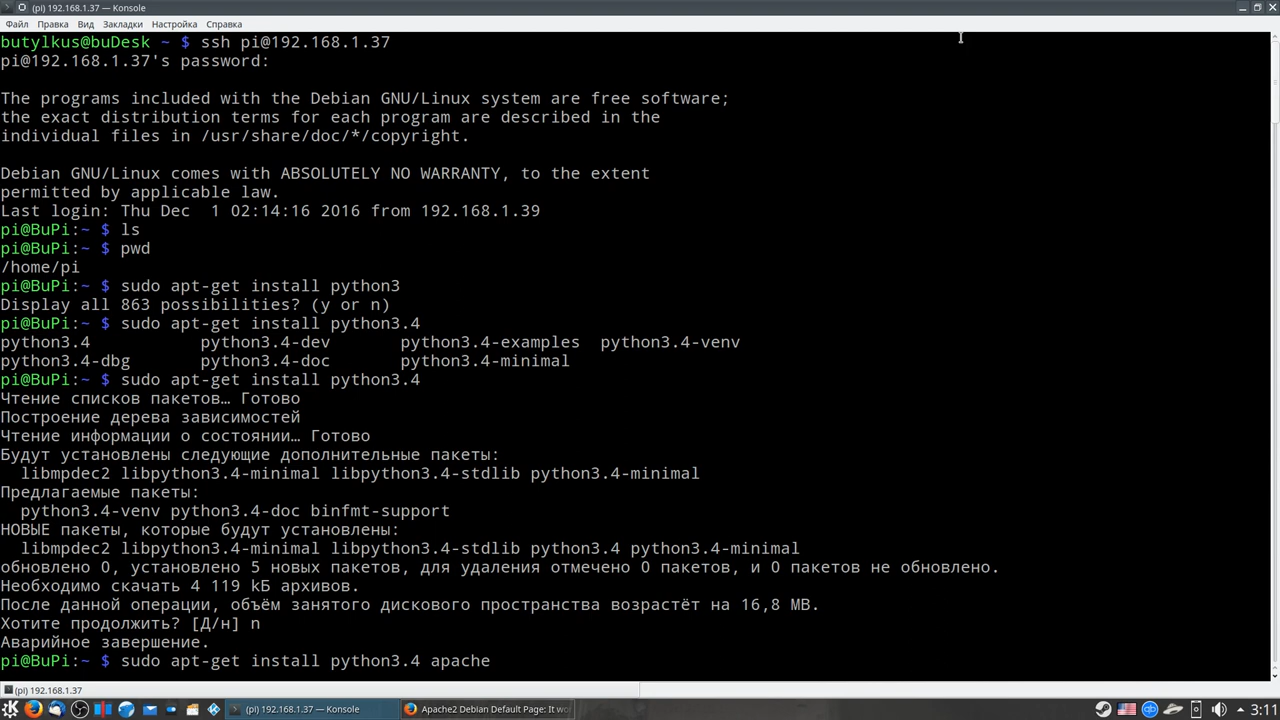 (pi) 192.168.1.37 — Konsole
Файл Правка Вид Закладки Настройка Справка
butylkus@buDesk ~ $ ssh pi@192.168.1.37
pi@192.168.1.37's password:
The programs included with the Debian GNU/Linux system are free software;
the exact distribution terms for each program are described in the
individual files in /usr/share/doc/*/copyright.
Debian GNU/Linux comes with ABSOLUTELY NO WARRANTY, to the extent
permitted by applicable law.
Last login: Thu Dec  1 02:14:16 2016 from 192.168.1.39
pi@BuPi:~ $ ls
pi@BuPi:~ $ pwd
/home/pi
pi@BuPi:~ $ sudo apt-get install python3
Display all 863 possibilities? (y or n)
pi@BuPi:~ $ sudo apt-get install python3.4
python3.4           python3.4-dev       python3.4-examples  python3.4-venv
python3.4-dbg       python3.4-doc       python3.4-minimal
pi@BuPi:~ $ sudo apt-get install python3.4
Чтение списков пакетов… Готово
Построение дерева зависимостей
Чтение информации о состоянии… Готово
Будут установлены следующие дополнительные пакеты:
  libmpdec2 libpython3.4-minimal libpython3.4-stdlib python3.4-minimal
Предлагаемые пакеты:
  python3.4-venv python3.4-doc binfmt-support
НОВЫЕ пакеты, которые будут установлены:
  libmpdec2 libpython3.4-minimal libpython3.4-stdlib python3.4 python3.4-minimal
обновлено 0, установлено 5 новых пакетов, для удаления отмечено 0 пакетов, и 0 пакетов не обновлено.
Необходимо скачать 4 119 kБ архивов.
После данной операции, объём занятого дискового пространства возрастёт на 16,8 MB.
Хотите продолжить? [Д/н] n
Аварийное завершение.
pi@BuPi:~ $ sudo apt-get install python3.4 apache
(pi) 192.168.1.37
(pi) 192.168.1.37 — Konsole
Apache2 Debian Default Page: It wo
3:11